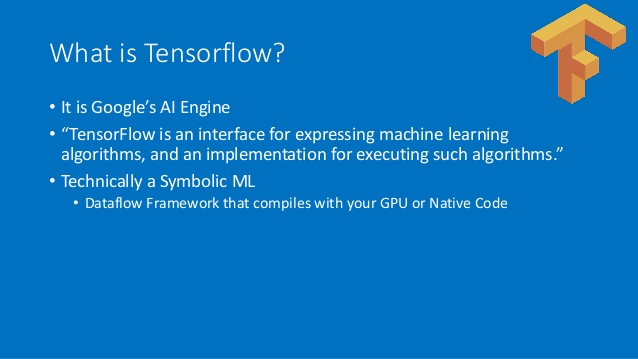 What is Tensorflow?
• It is Google's AI Engine
• “TensorFlow is an interface for expressing machine learning
algorithms, and an implementation for executing such algorithms.”
• Technically a Symbolic ML
• Dataflow Framework that compiles with your GPU or Native Code